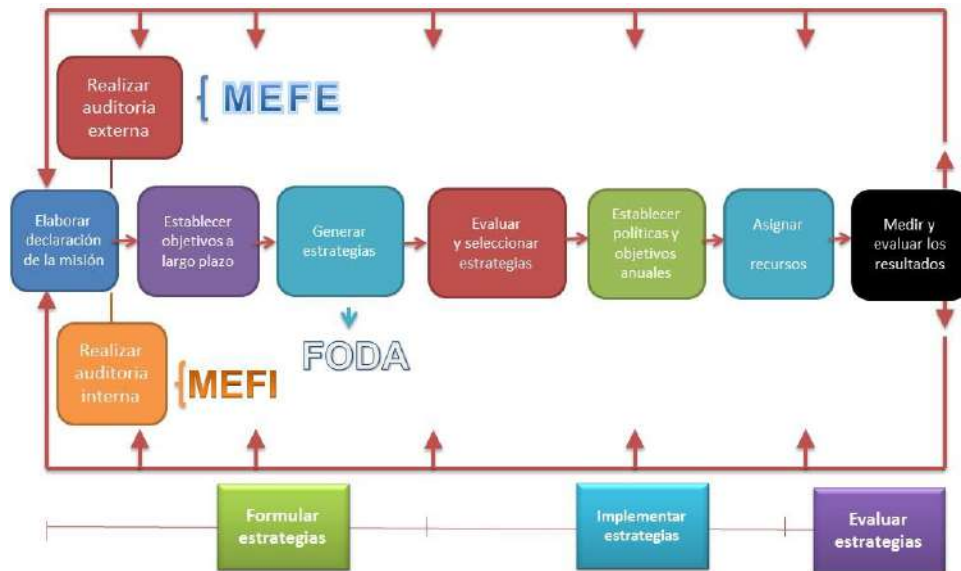 Realizar
auditoria
externa
MEFE
Elaborar
declaración
de la misión
Establecer
objetivos a
largo plazo
Generar
estrategias
Evaluar
y seleccionar
estrategias
Establecer
políticas y
objetivos
anuales
Asignar
recursos
Medir y
evaluar los
resultados
FODA
Realizar
auditoria
interna
MEFI
Formular
estrategias
Implementar
estrategias
Evaluar
estrategias